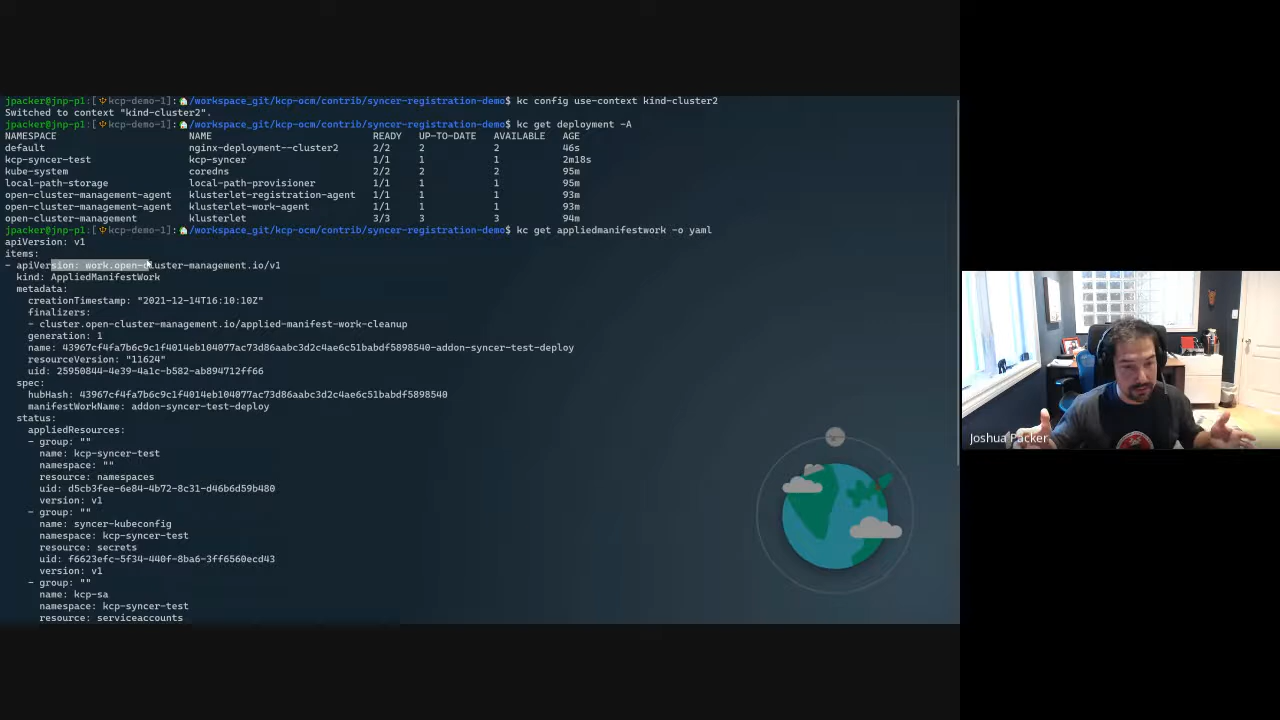 jpacker@jnp-p1:[ kcp-demo-1]: /workspace_git/kcp-ocm/contrib/syncer-registration-demo$ kc config use-context kind-cluster2
Switched to context "kind-cluster2".
jpacker@jnp-p1:[ kcp-demo-1]: /workspace_git/kcp-ocm/contrib/syncer-registration-demo$ kc get deployment -A
NAMESPACE NAME READY UP-TO-DATE AVAILABLE AGE
default nginx-deployment--cluster2 2/2 2 2 46s
kcp-syncer-test kcp-syncer 1/1 1 1 2m18s
kube-system coredns 2/2 2 2 95m
local-path-storage local-path-provisioner 1/1 1 1 95m
open-cluster-management-agent klusterlet-registration-agent 1/1 1 1 93m
open-cluster-management-agent klusterlet-work-agent 1/1 1 1 93m
open-cluster-management klusterlet 3/3 3 3 94m
jpacker@jnp-p1:[ kcp-demo-1]: /workspace_git/kcp-ocm/contrib/syncer-registration-demo$ kc get appliedmanifestwork -o yaml
apiVersion: v1
items:
- apiVersion: work.open-cluster-management.io/v1
kind: AppliedManifestWork
metadata:
creationTimestamp: "2021-12-14T16:10:10Z"
finalizers:
- cluster.open-cluster-management.io/applied-manifest-work-cleanup
generation: 1
name: 43967cf4fa7b6c9c1f4014eb104077ac73d86aabc3d2c4ae6c51babdf5898540-addon-syncer-test-deploy
resourceVersion: "11624"
uid: 25950844-4e39-4a1c-b582-ab894712ff66
spec:
hubHash: 43967cf4fa7b6c9c1f4014eb104077ac73d86aabc3d2c4ae6c51babdf5898540
manifestWorkName: addon-syncer-test-deploy
status:
appliedResources:
- group: ""
name: kcp-syncer-test
namespace: ""
resource: namespaces
uid: d5cb3fee-6e84-4b72-8c31-d46b6d59b480
version: v1
- group: ""
name: syncer-kubeconfig
namespace: kcp-syncer-test
resource: secrets
uid: f6623efc-5f34-440f-8ba6-3ff6560ecd43
version: v1
- group: ""
name: kcp-sa
namespace: kcp-syncer-test
resource: serviceaccounts
Joshua Packer